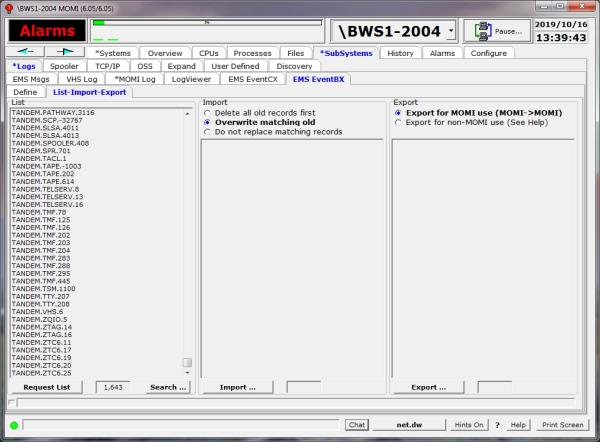 \BWS1-2004 MOMI (6.05/6.05)
Alarms
\BWS1-2004
Pause...
2019/10/16
13:39:43
*Systems Overview CPUs Processes Files *SubSystems History Alarms Configure
*Logs Spooler TCP/IP OSS Expand User Defined Discovery
EMS Msgs VHS Log *MOMI Log LogViewer EMS EventCX EMS EventBX
Define List-Import-Export
List
TANDEM.PATHWAY.3116
TANDEM.SCP.-32767
TANDEM.SLSA.4011
TANDEM.SLSA.4013
TANDEM.SPOOLER.408
TANDEM.SPR.701
TANDEM.TACL.1
TANDEM.TAPE.-1003
TANDEM.TAPE.202
TANDEM.TAPE.614
TANDEM.TELSERV.8
TANDEM.TELSERV.13
TANDEM.TELSERV.16
TANDEM.TMF.78
TANDEM.TMF.125
TANDEM.TMF.126
TANDEM.TMF.202
TANDEM.TMF.203
TANDEM.TMF.204
TANDEM.TMF.283
TANDEM.TMF.288
TANDEM.TMF.295
TANDEM.TMF.445
TANDEM.TSM.1100
TANDEM.TTY.207
TANDEM.TTY.208
TANDEM.VHS.6
TANDEM.ZQIO.5
TANDEM.ZTAG.14
TANDEM.ZTAG.16
TANDEM.ZTC6.11
TANDEM.ZTC6.17
TANDEM.ZTC6.19
TANDEM.ZTC6.20
TANDEM.ZTC6.25
Request List 1,643 Search ...
Import
Delete all old records first
Overwrite matching old
Do not replace matching records
Import ...
Export
Export for MOMI use (MOMI->MOMI)
Export for non-MOMI use (See Help)
Export ...
Chat net.dw Hints On ? Help Print Screen